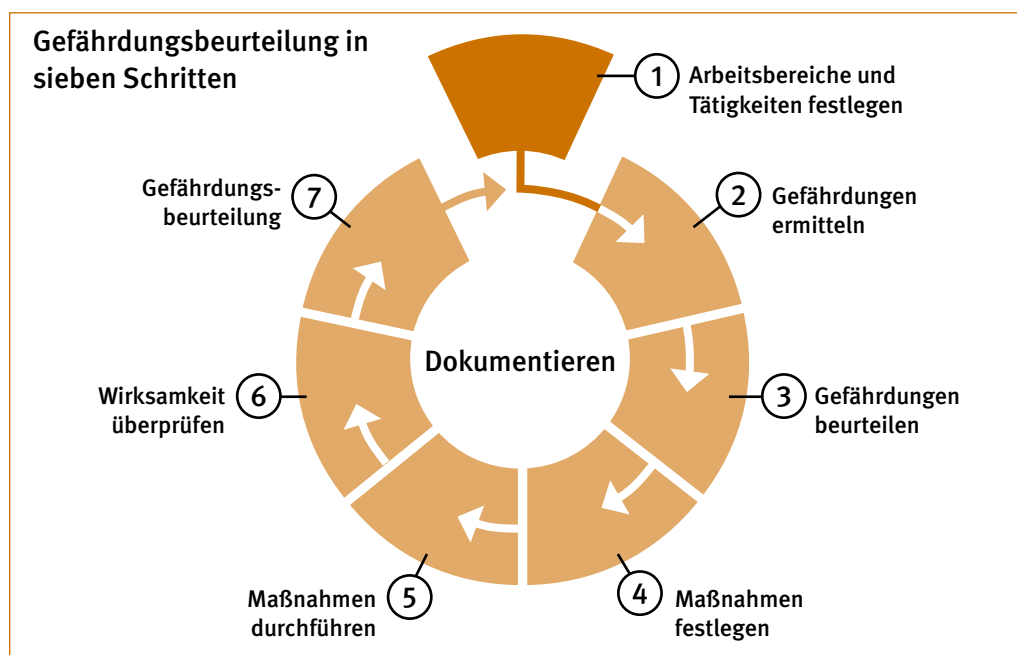 Gefährdungsbeurteilung in
sieben Schritten
1
Arbeitsbereiche und
Tätigkeiten festlegen
2
Gefährdungen
ermitteln
3
Gefährdungen
beurteilen
4
Maßnahmen
festlegen
5
Maßnahmen
durchführen
6
Wirksamkeit
überprüfen
7
Gefährdungs-
beurteilung
Dokumentieren